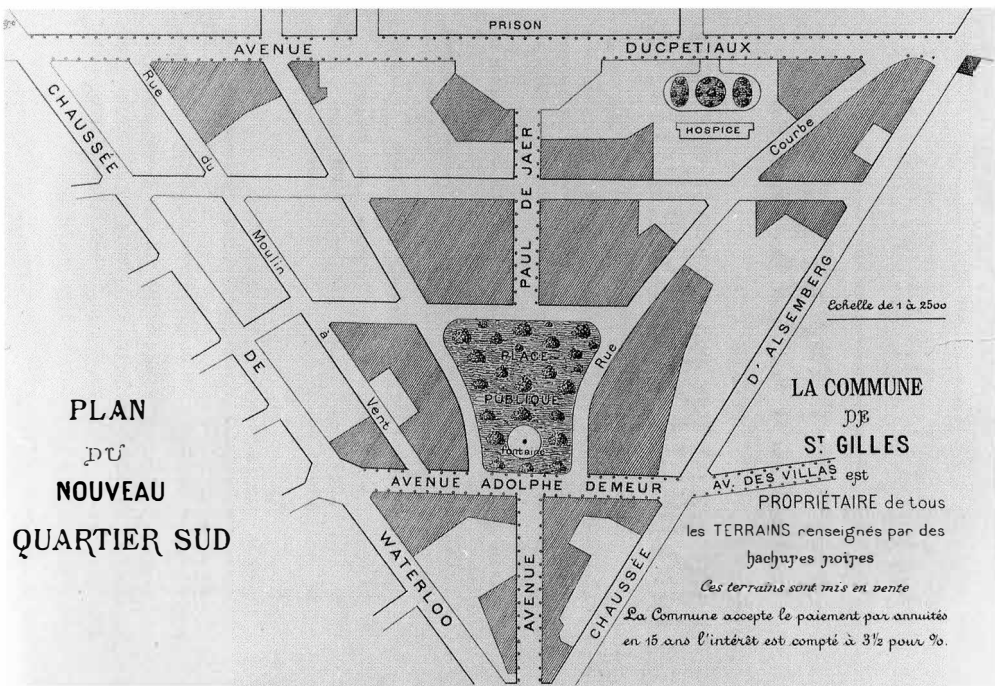 PRISON
AVENUE DUCPETIAUX
CHAUSSÉE
Rue
du
HOSPICE
Courbe
PAUL DE JAER
Moulin
à
Vent
DE
Echelle de 1 à 2500
D'ALSEMBERG
PLACE
PUBLIQUE
fontaine
Rue
PLAN
DU
NOUVEAU
QUARTIER SUD
LA COMMUNE
DE
ST GILLES
est
PROPRIÉTAIRE de tous
les TERRAINS renseignés par des
hachures noires
Ces terrains sont mis en vente
La Commune accepte le paiement par annuités
en 15 ans l'intérêt est compté à 3½ pour %.
AV. DES VILLAS
AVENUE ADOLPHE DEMEUR
WATERLOO
AVENUE
CHAUSSÉE